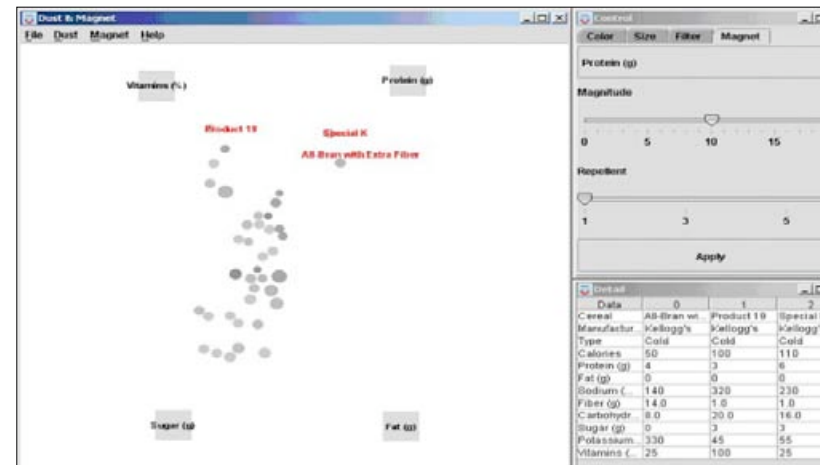 Dust & Magnet
File Dust Magnet Help
Vitamins (%)
Protein (g)
Product 19
Special K
All-Bran with Extra Fiber
Sugar (g)
Fat (g)
Control
Color Size Filter Magnet
Protein (g)
Magnitude
0 5 10 15
Repellent
1 3 5
Apply
Detail
Data 0 1 2
Cereal All-Bran wi... Product 19 Special
Manufactur... Kellogg's Kellogg's Kellogg'
Type Cold Cold Cold
Calories 50 100 110
Protein (g) 4 3 6
Fat (g) 0 0 0
Sodium (... 140 320 230
Fiber (g) 14.0 1.0 1.0
Carbohydr... 8.0 20.0 16.0
Sugar (g) 0 3 3
Potassium... 330 45 55
Vitamins (... 25 100 25